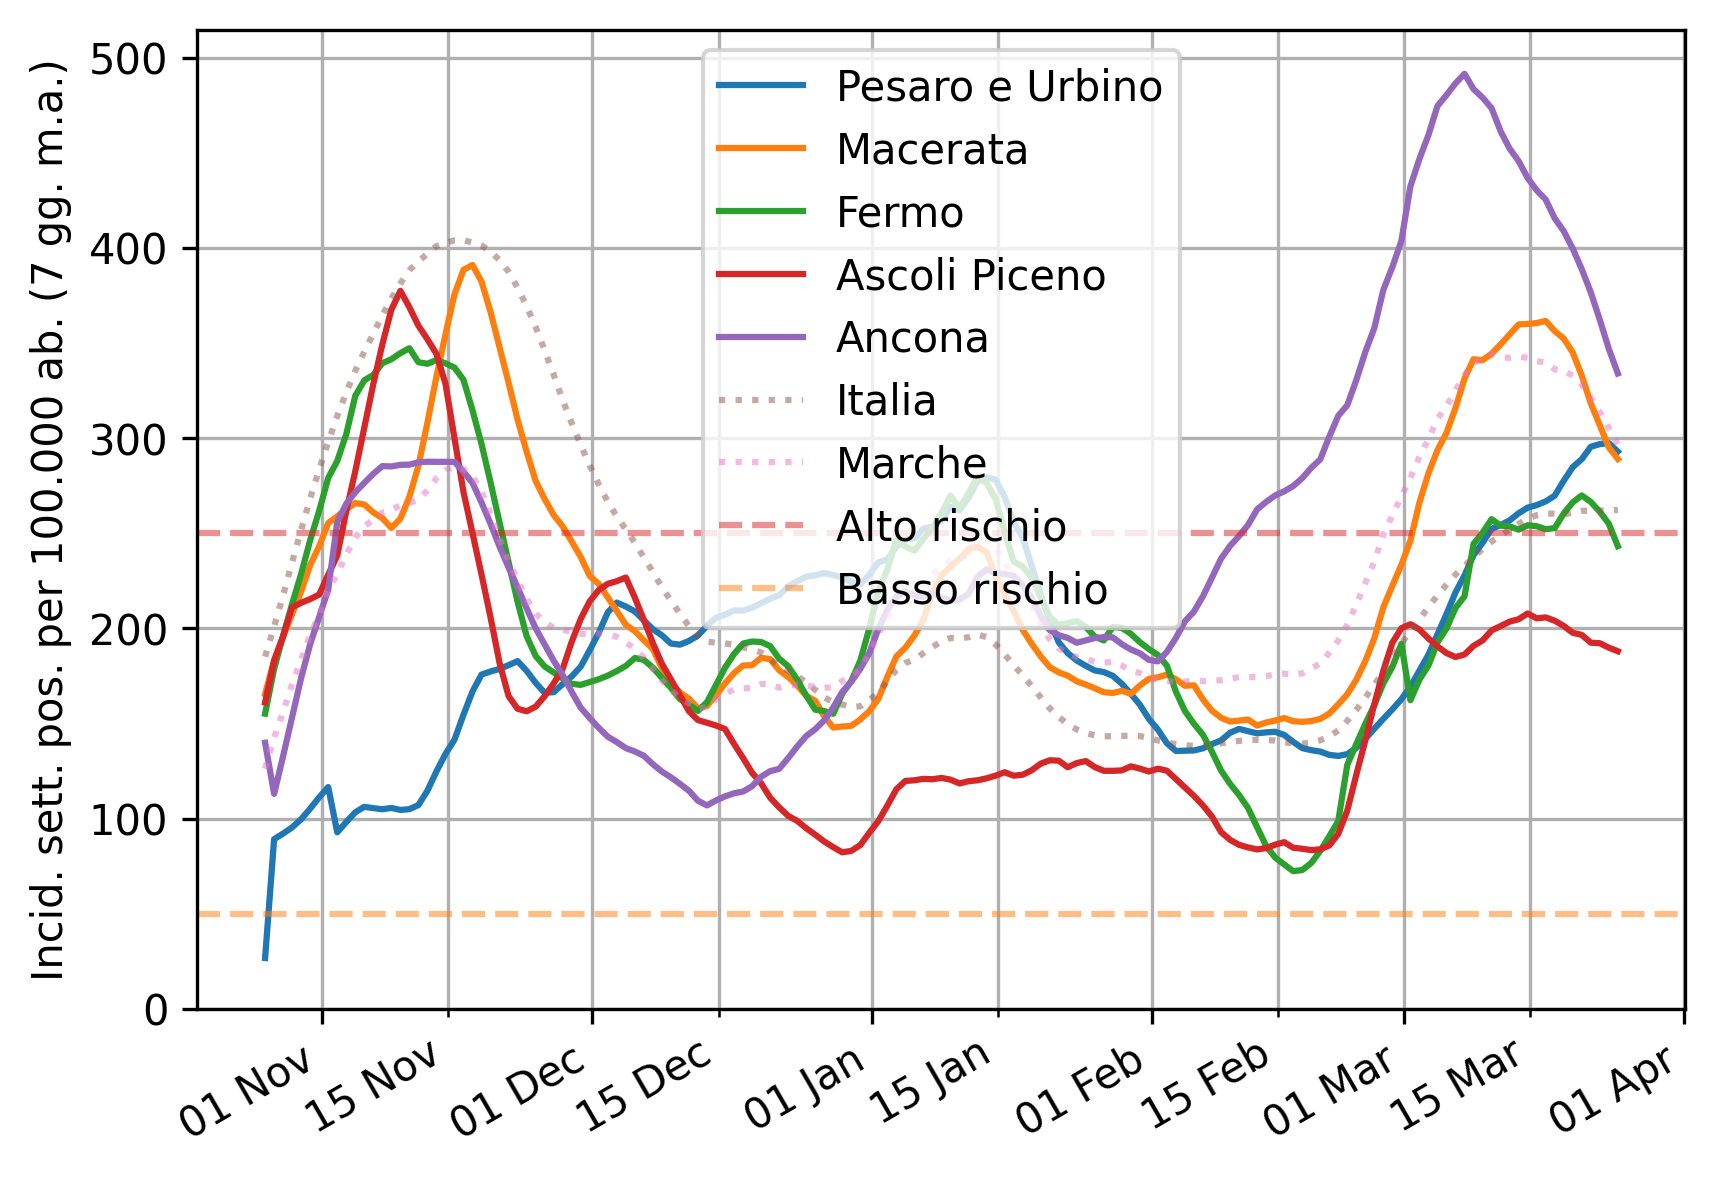 Incid. sett. pos. per 100.000 ab. (7 gg. m.a.)
500
400
300
200
100
0
Pesaro e Urbino
Macerata
Fermo
Ascoli Piceno
Ancona
Italia
Marche
Alto rischio
Basso rischio
01 Nov
15 Nov
01 Dec
15 Dec
01 Jan
15 Jan
01 Feb
15 Feb
01 Mar
15 Mar
01 Apr